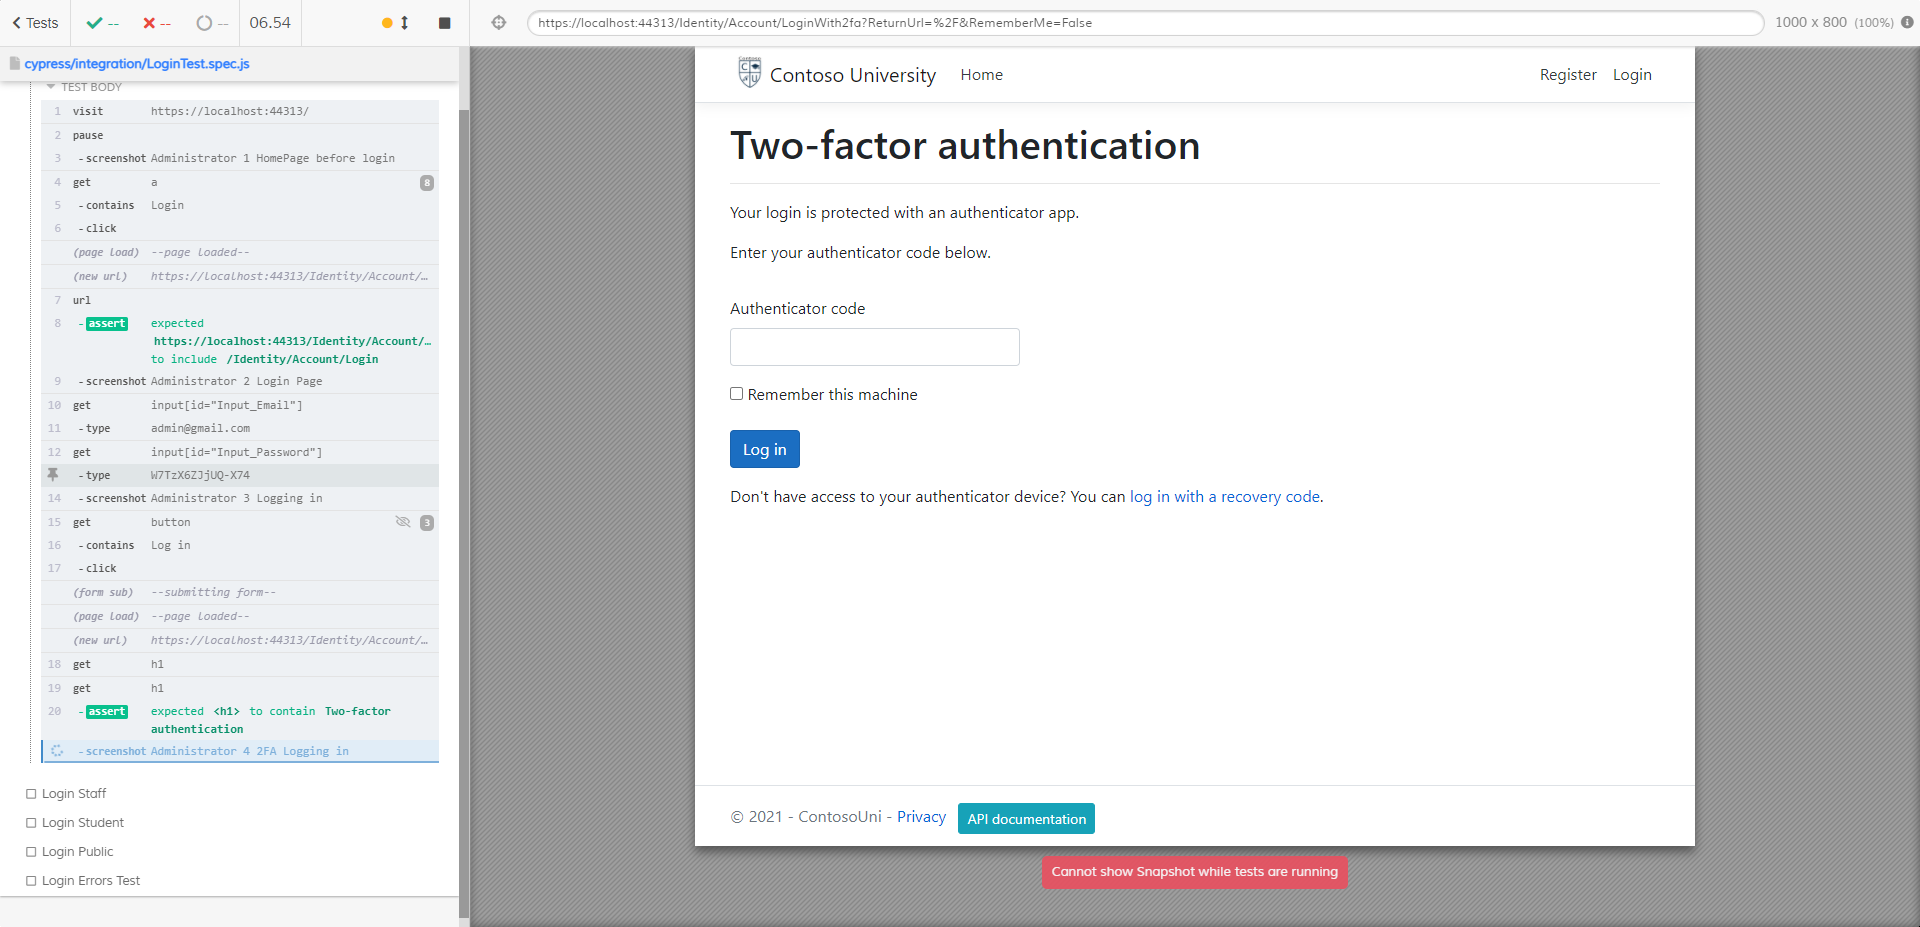 Tests
--
--
--
06.54
https://localhost:44313/Identity/Account/LoginWith2fa?ReturnUrl=%2F&RememberMe=False
1000 x 800 (100%)
cypress/integration/LoginTest.spec.js
TEST BODY
1 visit https://localhost:44313/
2 pause
3 -screenshot Administrator 1 HomePage before login
4 get a 8
5 -contains Login
6 -click
(page load) --page loaded--
(new url) https://localhost:44313/Identity/Account/…
7 url
8 -assert expected
https://localhost:44313/Identity/Account/…
to include /Identity/Account/Login
9 -screenshot Administrator 2 Login Page
10 get input[id="Input_Email"]
11 -type admin@gmail.com
12 get input[id="Input_Password"]
-type W7TzX6ZJjUQ-X74
14 -screenshot Administrator 3 Logging in
15 get button 3
16 -contains Log in
17 -click
(form sub) --submitting form--
(page load) --page loaded--
(new url) https://localhost:44313/Identity/Account/…
18 get h1
19 get h1
20 -assert expected <h1> to contain Two-factor
authentication
-screenshot Administrator 4 2FA Logging in
Login Staff
Login Student
Login Public
Login Errors Test
Contoso University Home Register Login
Two-factor authentication
Your login is protected with an authenticator app.
Enter your authenticator code below.
Authenticator code
Remember this machine
Log in
Don't have access to your authenticator device? You can log in with a recovery code.
© 2021 - ContosoUni - Privacy API documentation
Cannot show Snapshot while tests are running